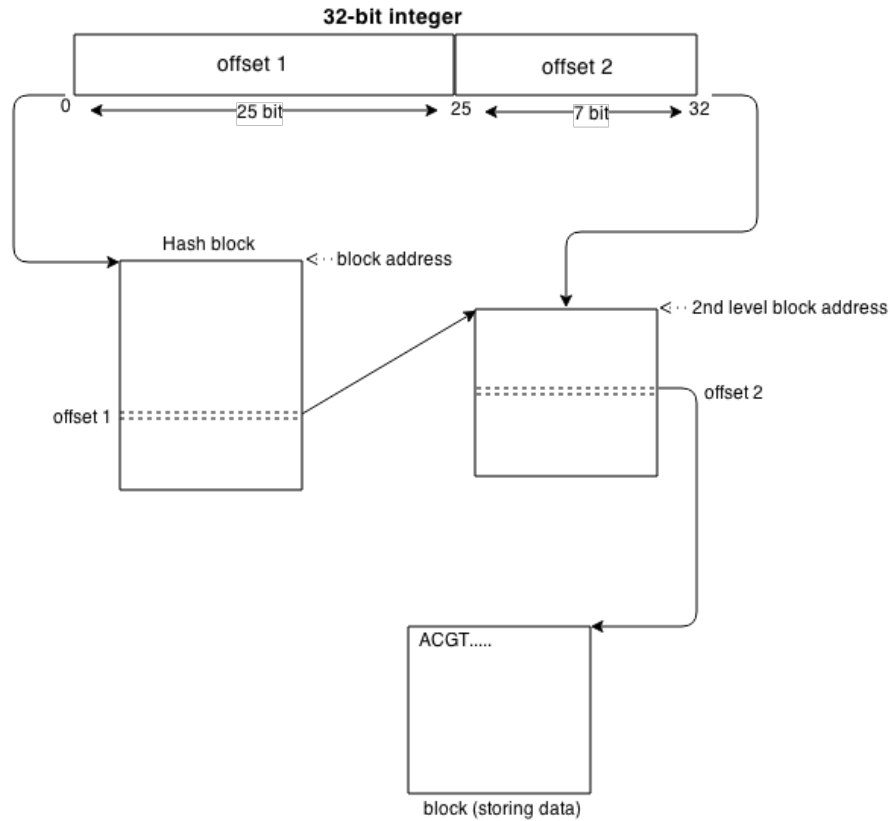 32-bit integer
offset 1
offset 2
0
25 bit
25
7 bit
32
Hash block
block address
2nd level block address
offset 1
offset 2
ACGT.....
block (storing data)